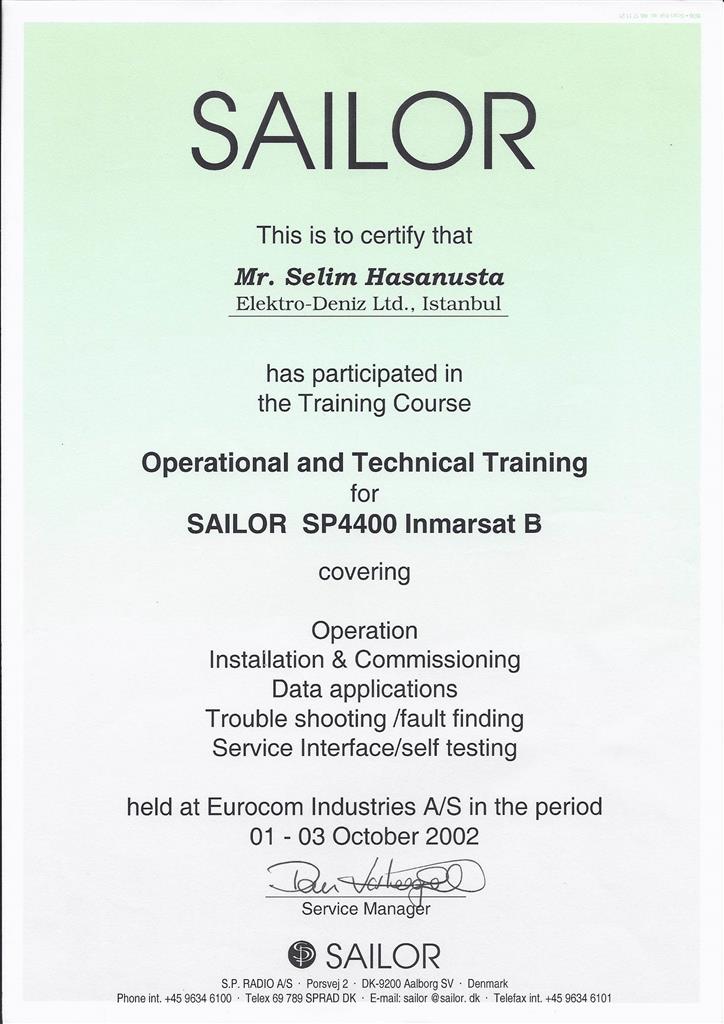 SAILOR
This is to certify that
Mr. Selim Hasanusta
Elektro-Deniz Ltd., Istanbul
has participated in
the Training Course
Operational and Technical Training
for
SAILOR SP4400 Inmarsat B
covering
Operation
Installation & Commissioning
Data applications
Trouble shooting /fault finding
Service Interface/self testing
held at Eurocom Industries A/S in the period
01 - 03 October 2002
Service Manager
SAILOR
S.P. RADIO A/S · Porsvej 2 · DK-9200 Aalborg SV · Denmark
Phone int. +45 9634 6100 · Telex 69 789 SPRAD DK · E-mail: sailor @sailor. dk · Telefax int. +45 9634 6101